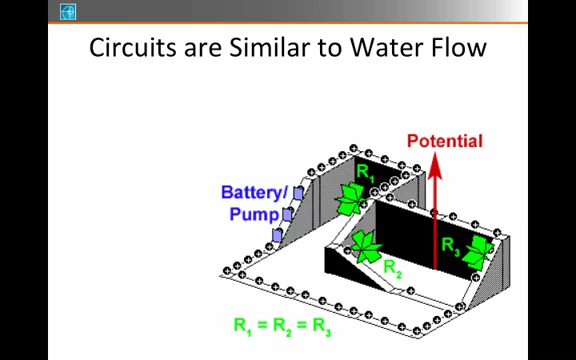 Circuits are Similar to Water Flow
Potential
R1
Battery/
Pump
R3
R2
R1 = R2 = R3